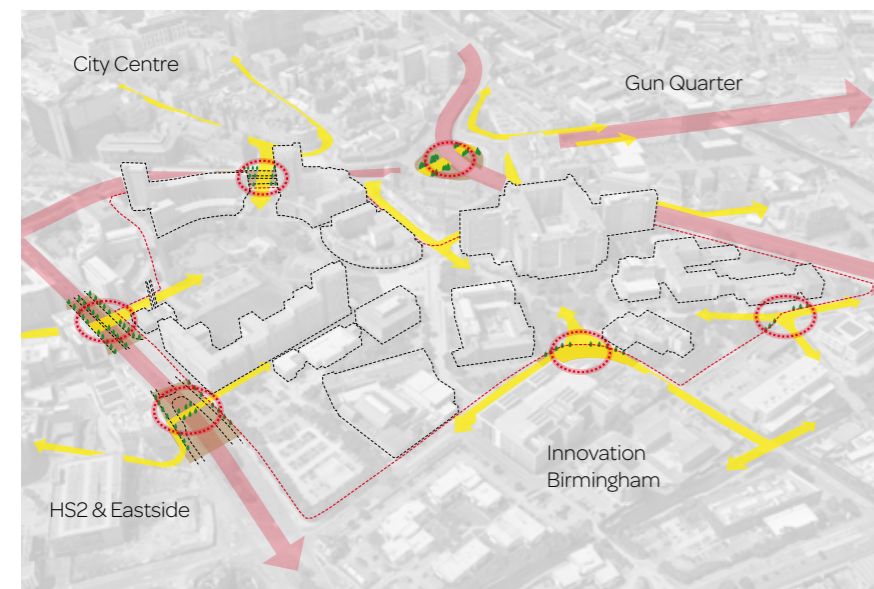 City Centre
Gun Quarter
Innovation
Birmingham
HS2 & Eastside